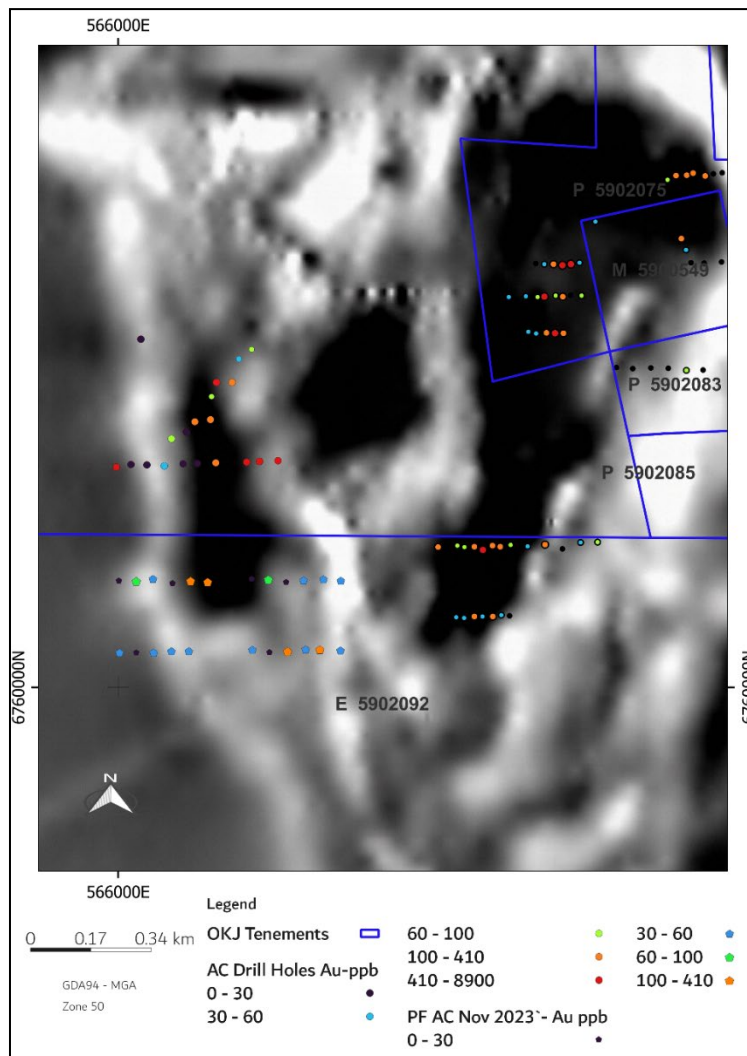 566000E
P 5902075
M 5900549
P 5902083
P 5902085
6760000N
6760000N
E 5902092
N
566000E
Legend
0 0.17 0.34 km
OKJ Tenements
60 - 100
30 - 60
100 - 410
60 - 100
AC Drill Holes Au-ppb
410 - 8900
100 - 410
GDA94 - MGA
0 - 30
Zone 50
30 - 60
PF AC Nov 2023`- Au ppb
0 - 30